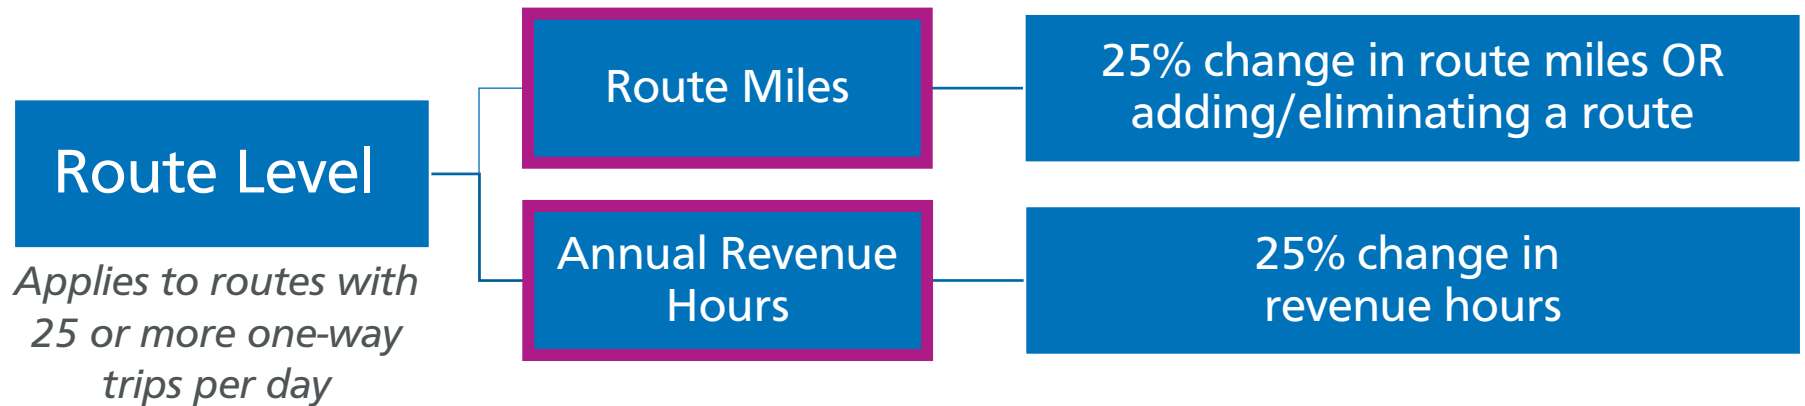 Route Level
Applies to routes with
25 or more one-way
trips per day
Route Miles
25% change in route miles OR
adding/eliminating a route
Annual Revenue
Hours
25% change in
revenue hours